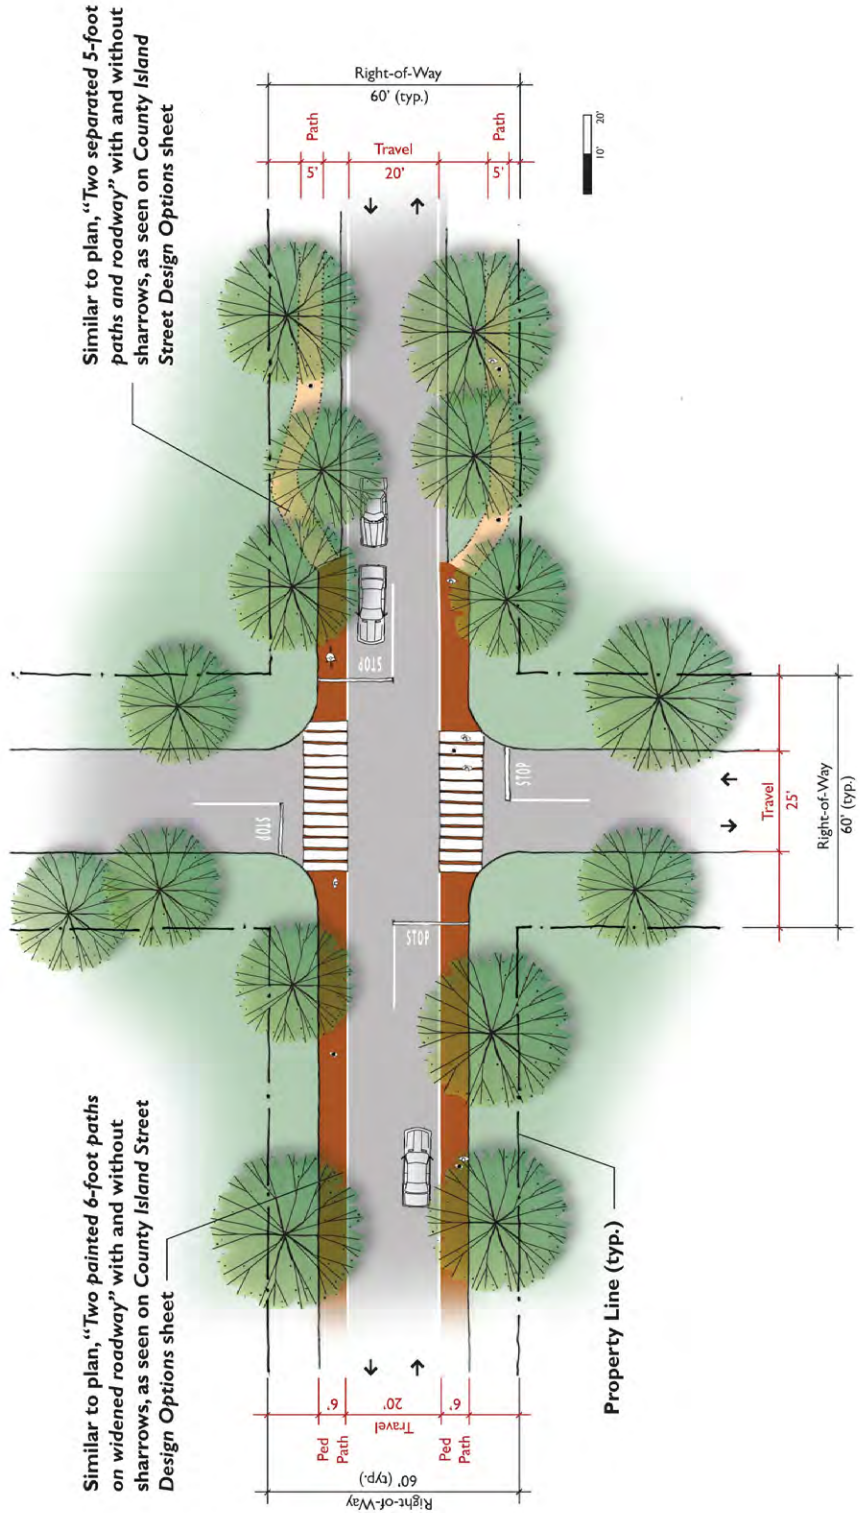 Similar to plan, "Two separated 5-foot
paths and roadway" with and without
sharrows, as seen on County Island
Street Design Options sheet
Right-of-Way
60' (typ.)
Path
Travel
Path
5'
20'
5'
10'
20'
STOP
STOP
STOP
STOP
Travel
25'
Right-of-Way
60' (typ.)
Similar to plan, "Two painted 6-foot paths
on widened roadway" with and without
sharrows, as seen on County Island Street
Design Options sheet
Property Line (typ.)
6'
20'
6'
Ped
Path
Travel
Ped
Path
60' (typ.)
Right-of-Way